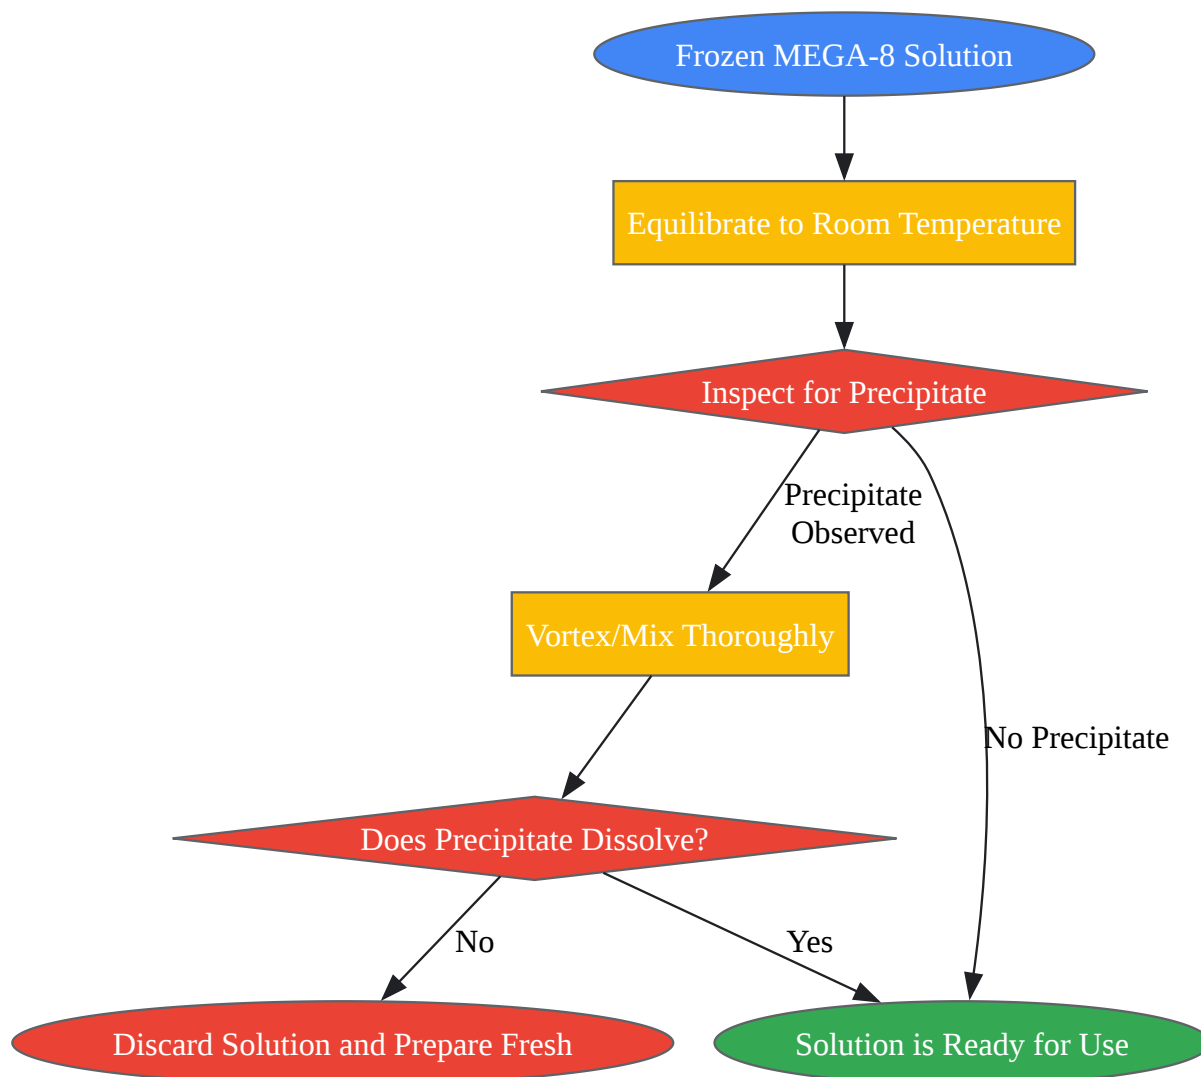 Frozen MEGA-8 Solution
Equilibrate to Room Temperature
Inspect for Precipitate
Precipitate
Observed
Vortex/Mix Thoroughly
No Precipitate
Does Precipitate Dissolve?
No
Yes
Discard Solution and Prepare Fresh
Solution is Ready for Use